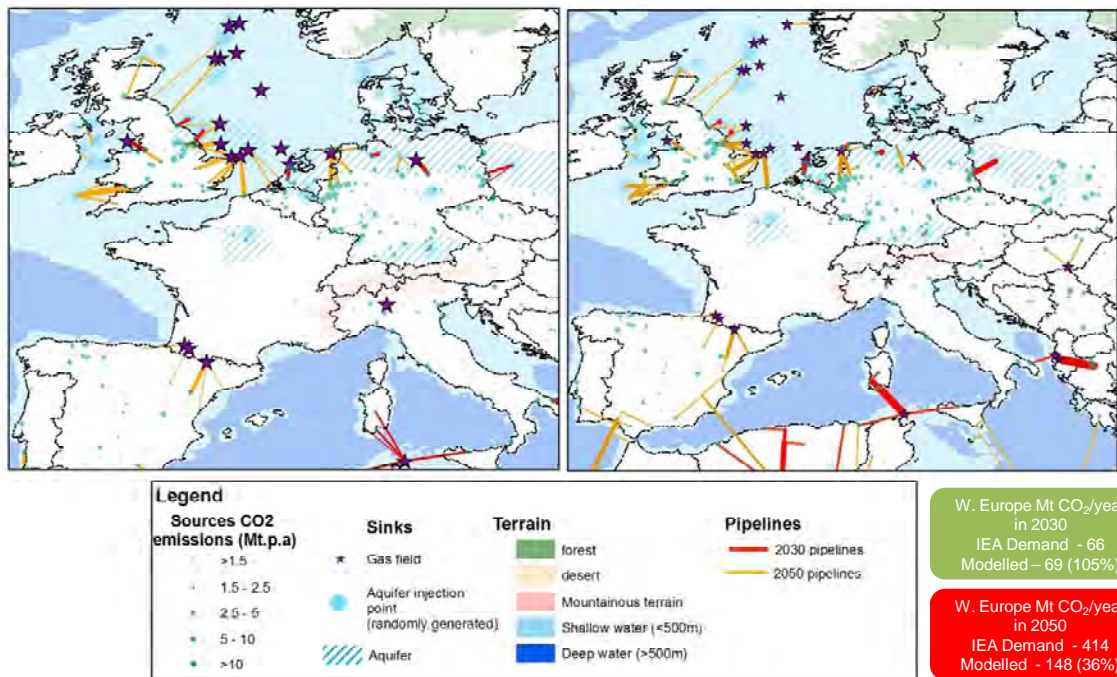 Legend
Sources CO2
emissions (Mt.p.a)
>1.5
1.5 - 2.5
2.5 - 5
5 - 10
>10
Sinks
Gas field
Aquifer injection
point
(randomly generated)
Aquifer
Terrain
forest
desert
Mountainous terrain
Shallow water (<500m)
Deep water (>500m)
Pipelines
2030 pipelines
2050 pipelines
W. Europe Mt CO₂/yea
in 2030
IEA Demand - 66
Modelled – 69 (105%)
W. Europe Mt CO₂/yea
in 2050
IEA Demand - 414
Modelled - 148 (36%)